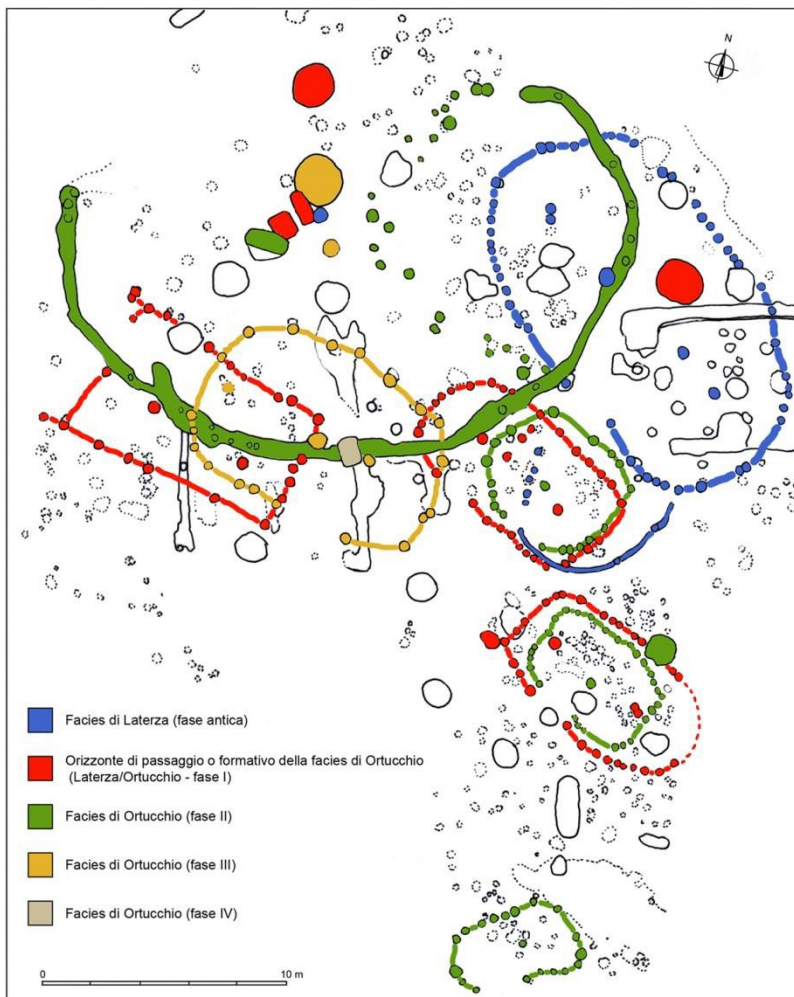 N
Facies di Laterza (fase antica)
Orizzonte di passaggio o formativo della facies di Ortucchio
(Laterza/Ortucchio - fase I)
Facies di Ortucchio (fase II)
Facies di Ortucchio (fase III)
Facies di Ortucchio (fase IV)
0 10 m